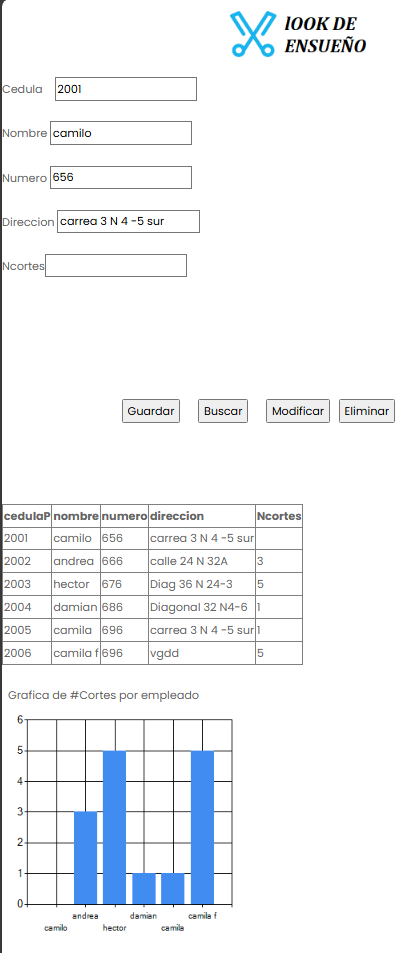 lOOK DE
ENSUEÑO
Cedula 2001
Nombre camilo
Numero 656
Direccion carrea 3 N 4 -5 sur
Ncortes
Guardar Buscar Modificar Eliminar
cedulaP nombre numero direccion Ncortes
2001 camilo 656 carrea 3 N 4 -5 sur
2002 andrea 666 calle 24 N 32A 3
2003 hector 676 Diag 36 N 24-3 5
2004 damian 686 Diagonal 32 N4-6 1
2005 camila 696 carrea 3 N 4 -5 sur 1
2006 camila f 696 vgdd 5
Grafica de #Cortes por empleado
6
5
4
3
2
1
0
andrea damian camila f
camilo hector camila